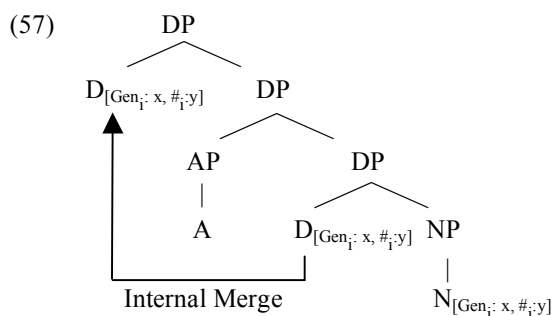 (57) DP
D[Geni: x, #i:y] DP
AP DP
A D[Geni: x, #i:y] NP
Internal Merge N[Geni: x, #i:y]